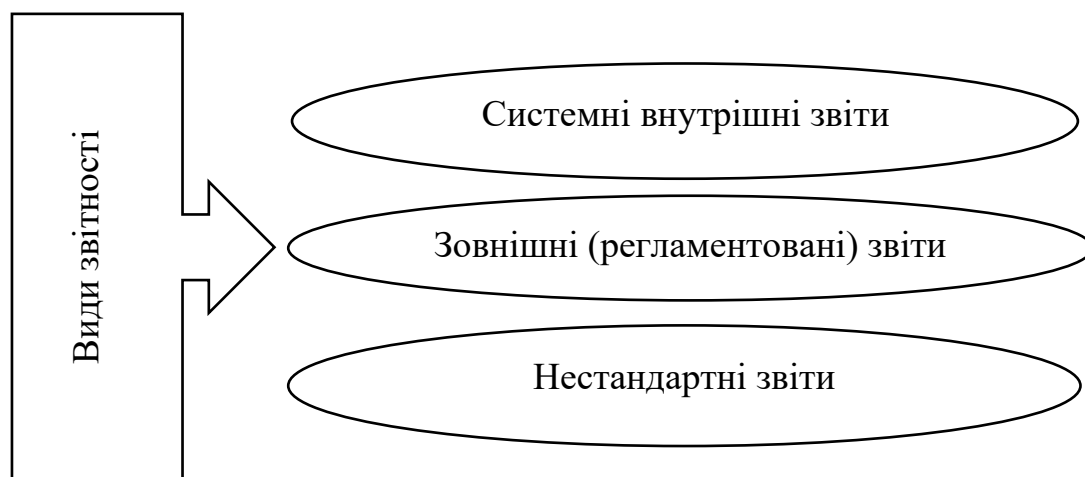 Види звітності
Системні внутрішні звіти
Зовнішні (регламентовані) звіти
Нестандартні звіти